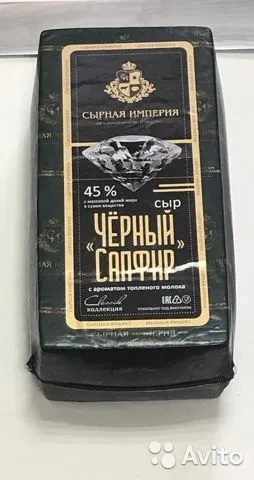 СЫРНАЯ ИМПЕРИЯ
45 %
с массовой долей жира
в сухом веществе
сыр
"ЧЁРНЫЙ
САПФИР"
с ароматом топленого молока
коллекция
EAC
УПАКОВАНО ПОД ВАКУУМОМ
СЫРНАЯ ИМПЕРИЯ
Avito